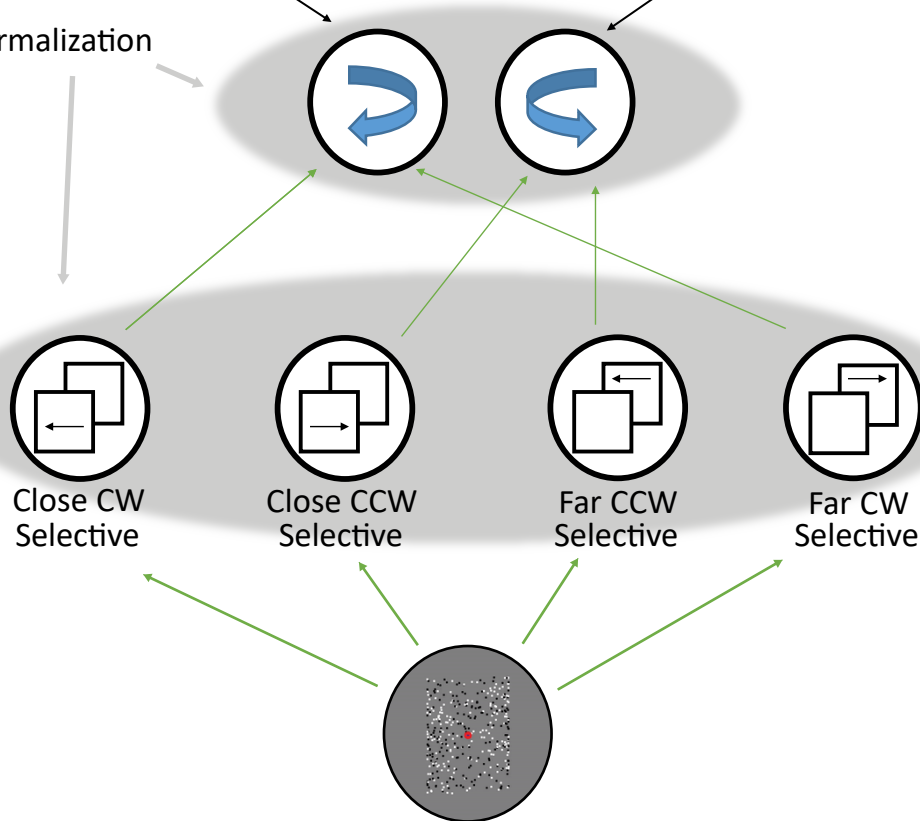 rmalization
Close CW
Selective
Close CCW
Selective
Far CCW
Selective
Far CW
Selective